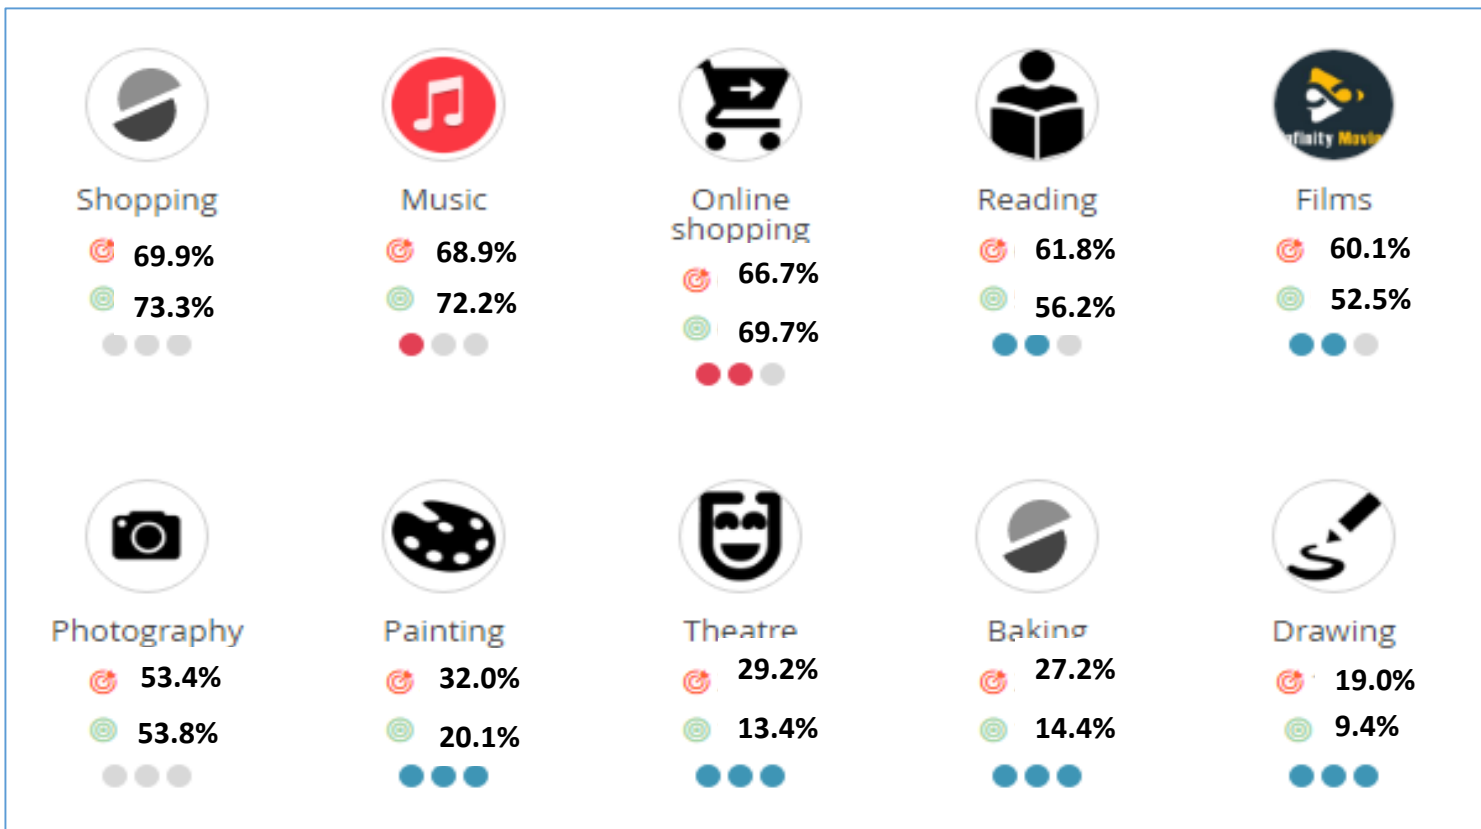 nfinity Movie
Shopping
Music
Online
shopping
Reading
Films
69.9%
68.9%
66.7%
61.8%
60.1%
73.3%
72.2%
69.7%
56.2%
52.5%
Photography
Painting
Theatre
Baking
Drawing
53.4%
32.0%
29.2%
27.2%
19.0%
53.8%
20.1%
13.4%
14.4%
9.4%